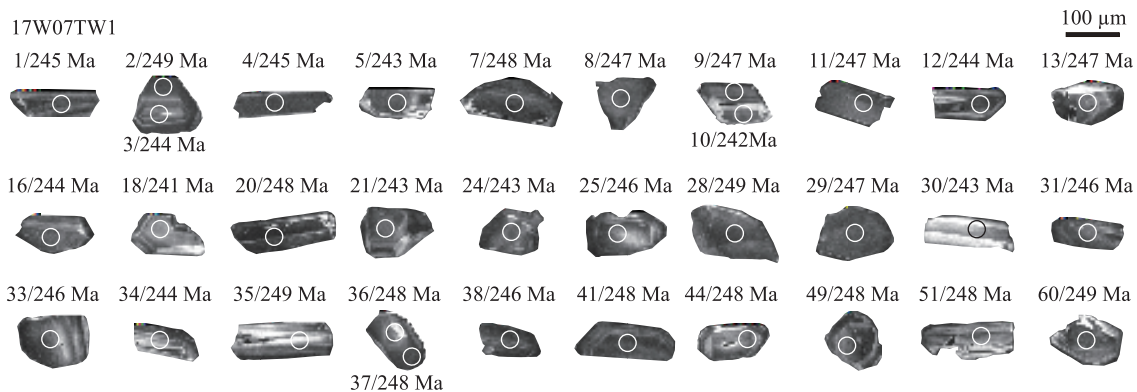 17W07TW1
100 µm
1/245 Ma 2/249 Ma 4/245 Ma 5/243 Ma 7/248 Ma 8/247 Ma 9/247 Ma 11/247 Ma 12/244 Ma 13/247 Ma
3/244 Ma 10/242Ma
16/244 Ma 18/241 Ma 20/248 Ma 21/243 Ma 24/243 Ma 25/246 Ma 28/249 Ma 29/247 Ma 30/243 Ma 31/246 Ma
33/246 Ma 34/244 Ma 35/249 Ma 36/248 Ma 38/246 Ma 41/248 Ma 44/248 Ma 49/248 Ma 51/248 Ma 60/249 Ma
37/248 Ma